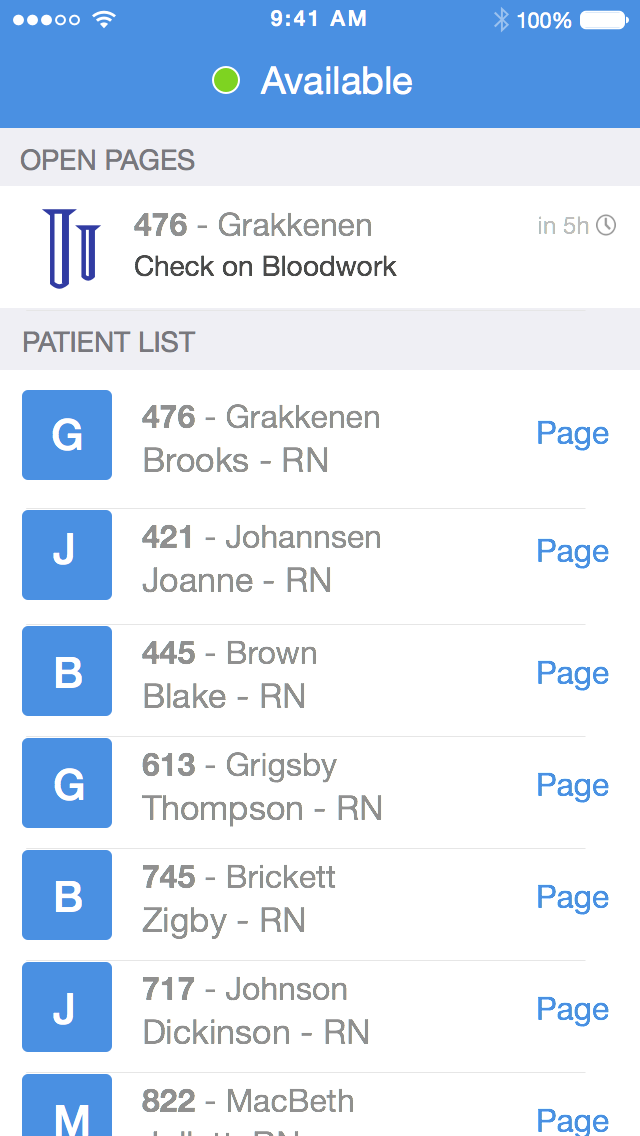 9:41 AM
100%
Available
OPEN PAGES
476 - Grakkenen
in 5h
Check on Bloodwork
PATIENT LIST
G
476 - Grakkenen
Brooks - RN
Page
J
421 - Johannsen
Joanne - RN
Page
B
445 - Brown
Blake - RN
Page
G
613 - Grigsby
Thompson - RN
Page
B
745 - Brickett
Zigby - RN
Page
J
717 - Johnson
Dickinson - RN
Page
M
822 - MacBeth
Page